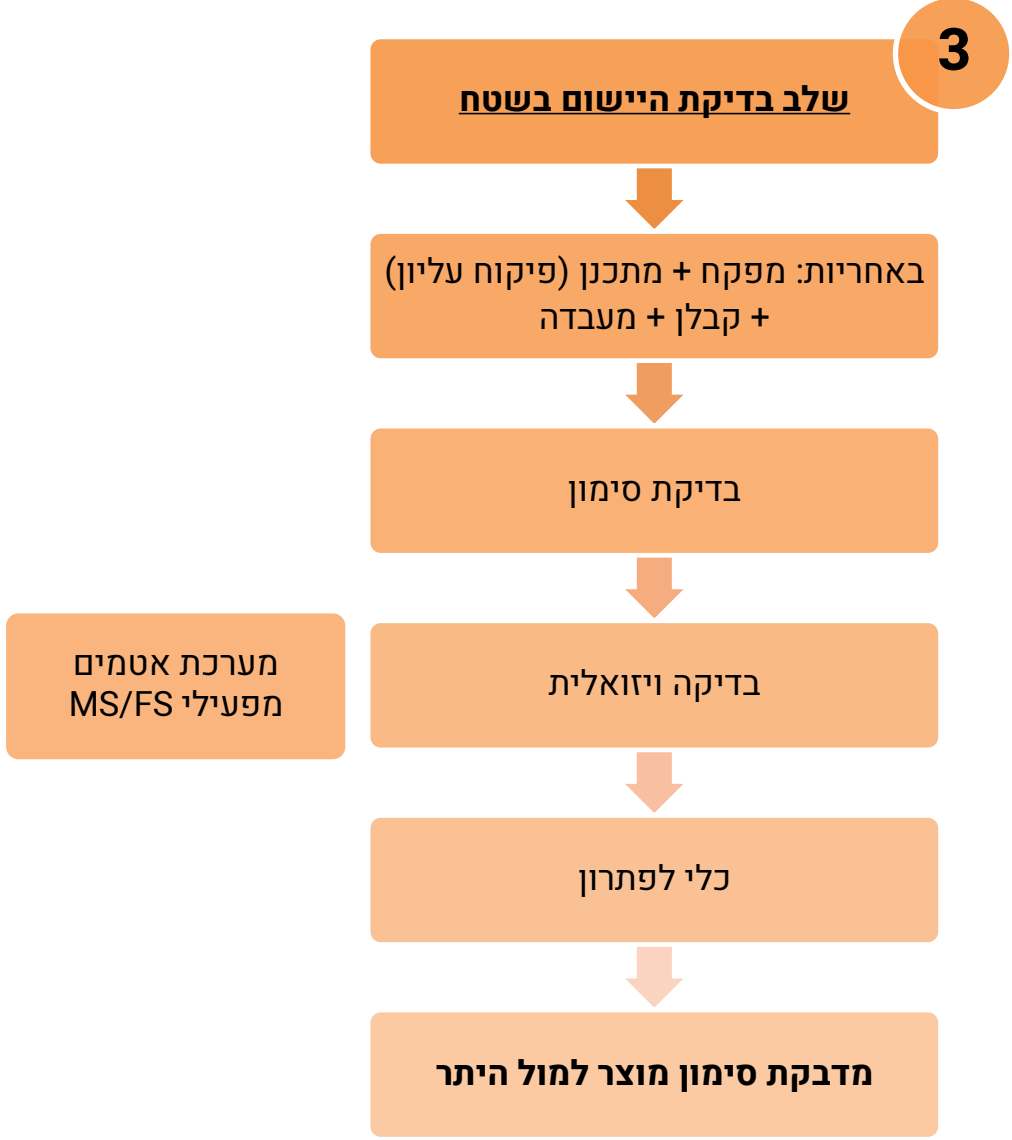 3
שלב בדיקת היישום בשטח
באחריות: מפקח + מתכנן (פיקוח עליון)
+ קבלן + מעבדה
בדיקת סימון
בדיקה ויזואלית
מערכת אטמים
מפעילי MS/FS
כלי לפתרון
מדבקת סימון מוצר למול היתר